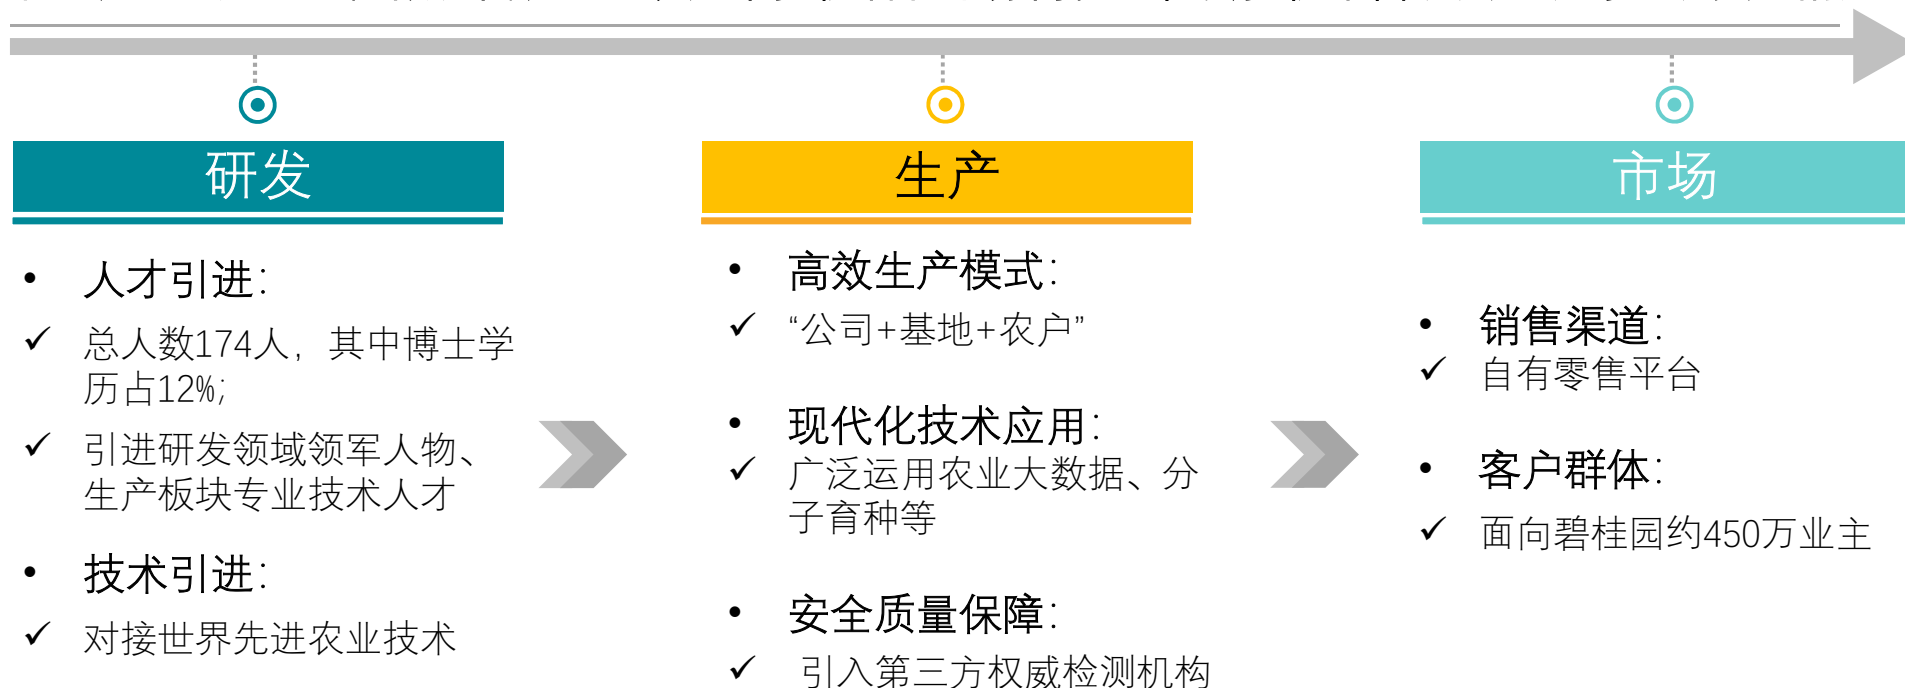 研发
人才引进：
总人数174人，其中博士学
历占12%;
引进研发领域领军人物、
生产板块专业技术人才
技术引进：
对接世界先进农业技术
生产
高效生产模式：
“公司+基地+农户”
现代化技术应用：
广泛运用农业大数据、分
子育种等
安全质量保障：
引入第三方权威检测机构
市场
销售渠道：
自有零售平台
客户群体：
面向碧桂园约450万业主